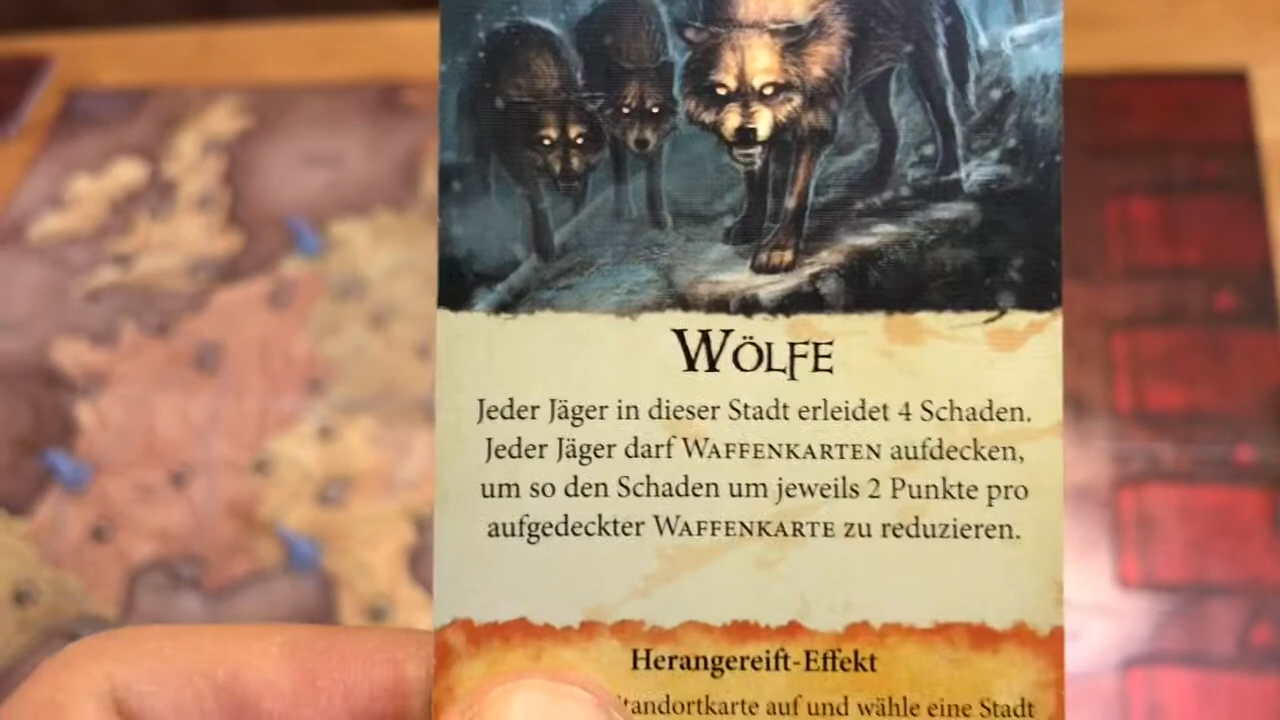 WÖLFE
Jeder Jäger in dieser Stadt erleidet 4 Schaden.
Jeder Jäger darf WAFFENKARTEN aufdecken,
um so den Schaden um jeweils 2 Punkte pro
aufgedeckter WAFFENKARTE zu reduzieren.
Herangereift-Effekt
auf und wähle eine Stadt